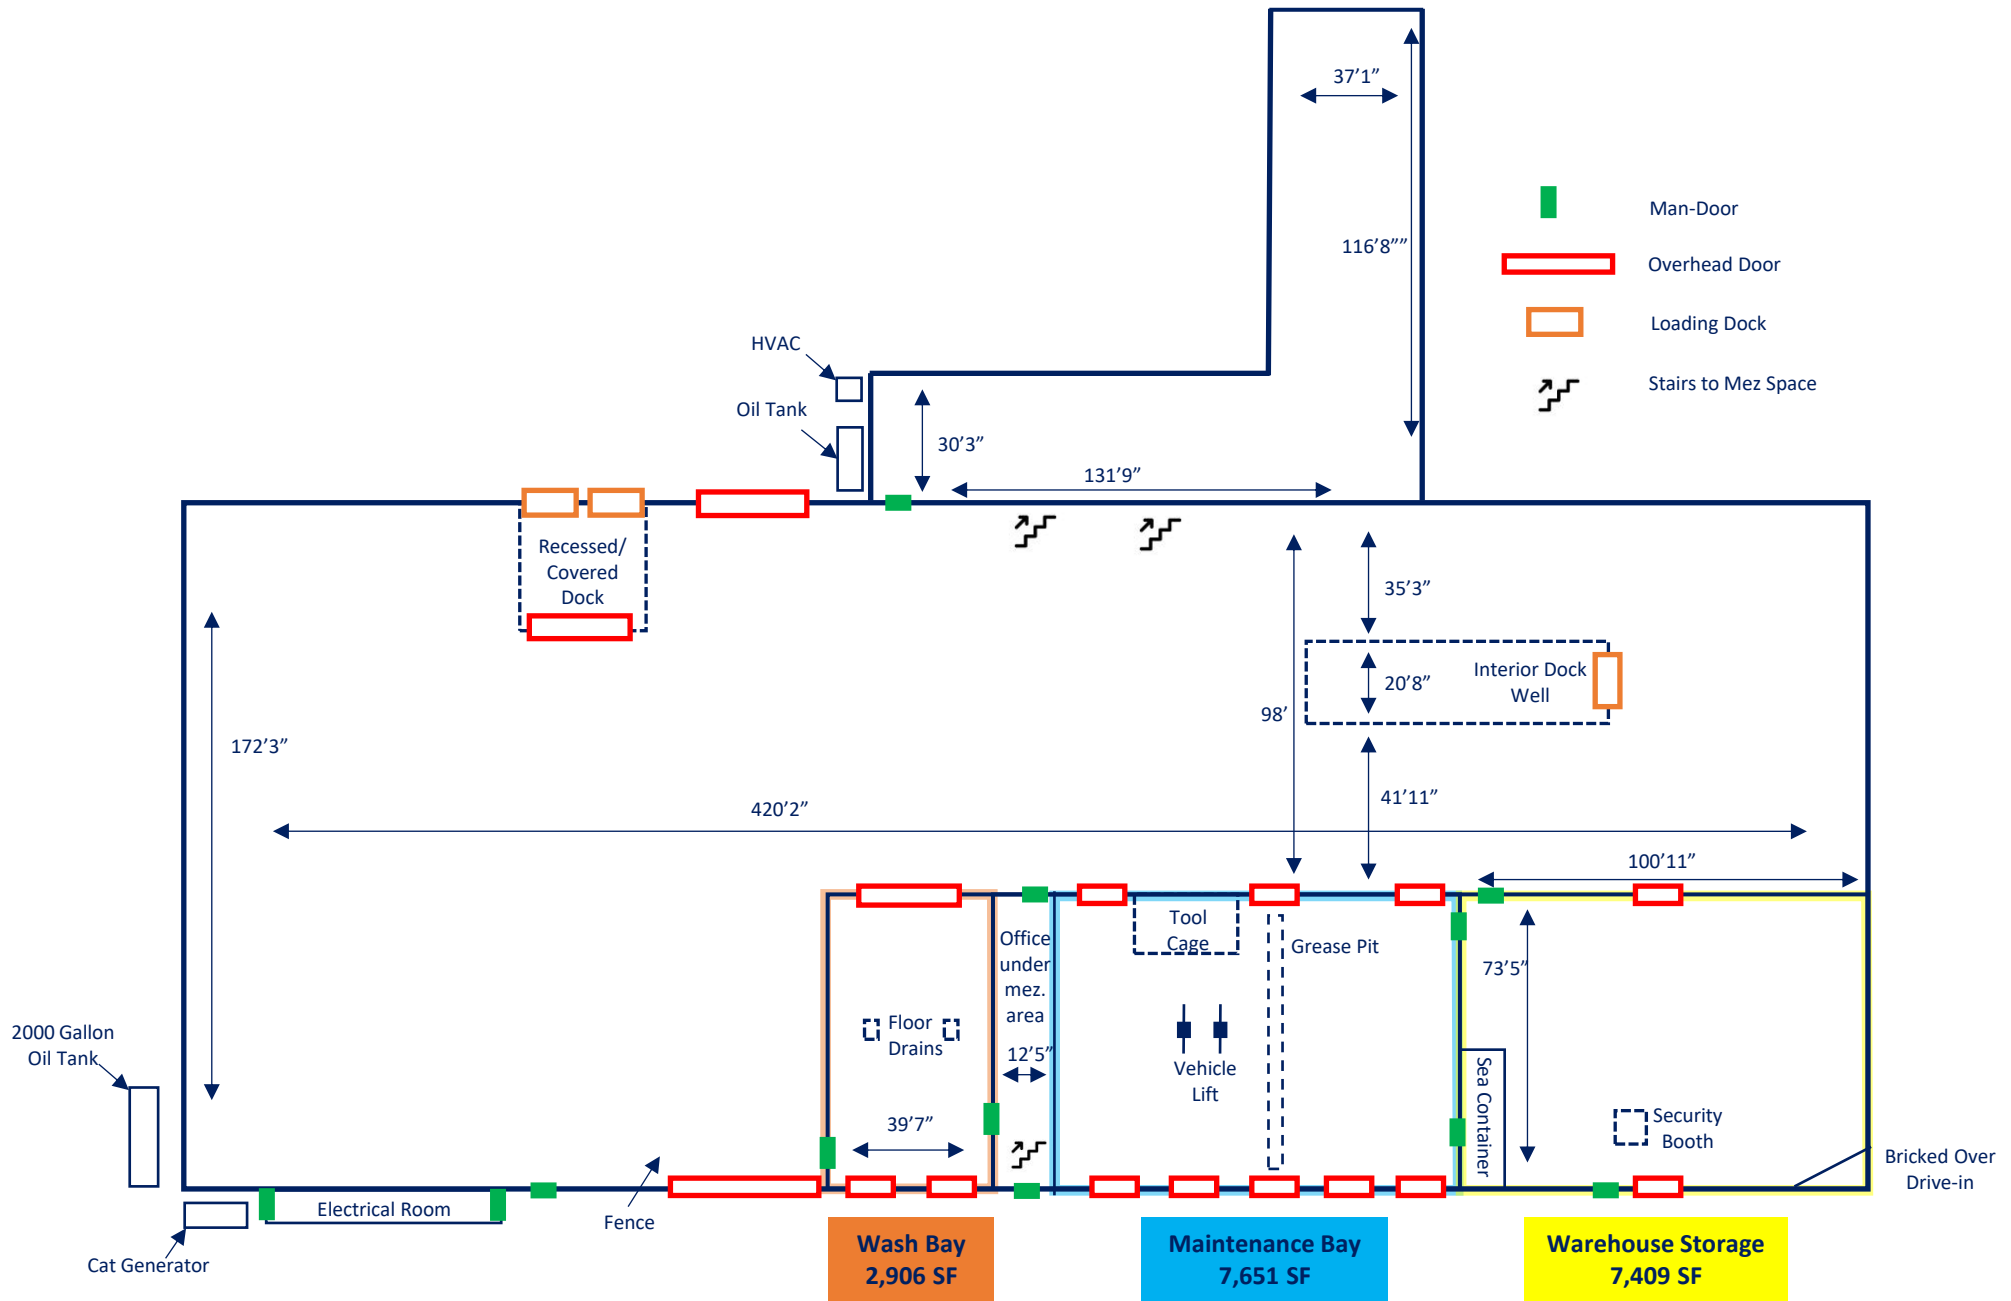 37’1”
116’8””
Man-Door
Overhead Door
Loading Dock
Stairs to Mez Space
HVAC
Oil Tank
30’3”
131’9”
Recessed/
Covered
Dock
35’3”
Interior Dock
Well
20’8”
98’
172’3”
420’2”
41’11”
100’11”
Tool
Cage
Grease Pit
Office
under
mez.
area
73’5”
Floor
Drains
12’5”
Vehicle
Lift
Sea Container
2000 Gallon
Oil Tank
39’7”
Security
Booth
Bricked Over
Drive-in
Electrical Room
Fence
Cat Generator
Wash Bay
2,906 SF
Maintenance Bay
7,651 SF
Warehouse Storage
7,409 SF